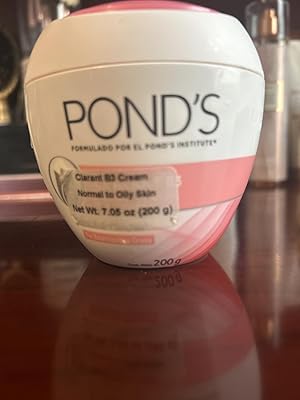 POND'S
FORMULADO POR EL POND'S INSTITUTE
Clarant B3 Cream
Normal to Oily Skin
Net Wt. 7.05 oz (200 g)
200 g